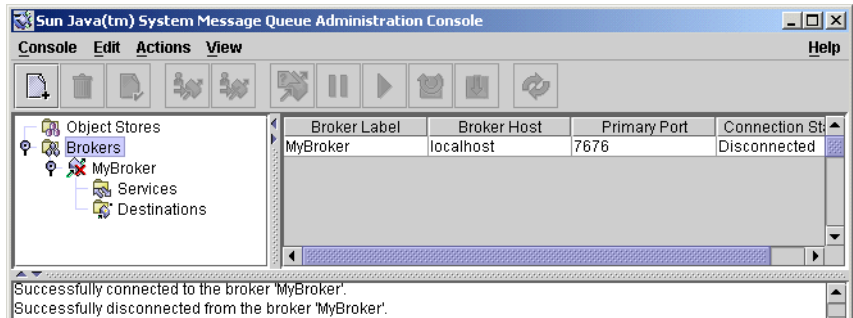 Sun Java(tm) System Message Queue Administration Console
Console Edit Actions View Help
Object Stores
Brokers
MyBroker
Services
Destinations
Broker Label Broker Host Primary Port Connection
MyBroker localhost 7676 Disconnected
Successfully connected to the broker 'MyBroker'.
Successfully disconnected from the broker 'MyBroker'.